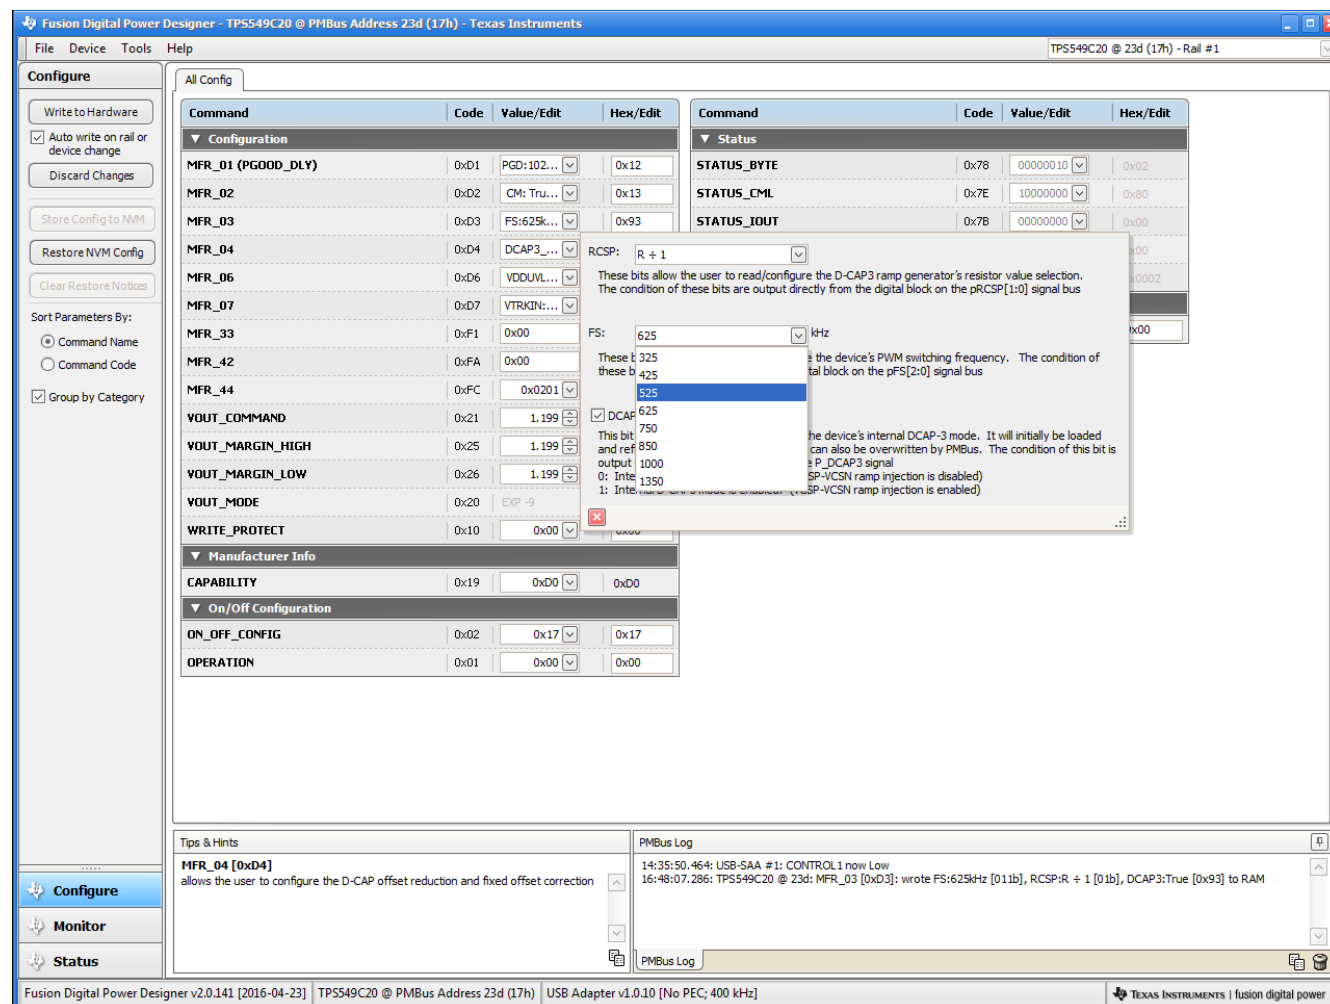 Fusion Digital Power Designer - TPS549C20 @ PMBus Address 23d (17h) - Texas Instruments
File Device Tools Help
TPS549C20 @ 23d (17h) - Rail #1
Configure
Write to Hardware
Auto write on rail or
device change
Discard Changes
Store Config to NVM
Restore NVM Config
Clear Restore Notices
Sort Parameters By:
Command Name
Command Code
Group by Category
All Config
Command Code Value/Edit Hex/Edit
Configuration
MFR_01 (PGOOD_DLY) 0xD1 PGD:102... 0x12
MFR_02 0xD2 CM: Tru... 0x13
MFR_03 0xD3 FS:625k... 0x93
MFR_04 0xD4 DCAP3_...
MFR_06 0xD6 VDDUVL...
MFR_07 0xD7 VTRKIN:...
MFR_33 0xF1 0x00
MFR_42 0xFA 0x00
MFR_44 0xFC 0x0201
VOUT_COMMAND 0x21 1.199
VOUT_MARGIN_HIGH 0x25 1.199
VOUT_MARGIN_LOW 0x26 1.199
VOUT_MODE 0x20 EXP -9
WRITE_PROTECT 0x10 0x00 0x00
Manufacturer Info
CAPABILITY 0x19 0xD0 0xD0
On/Off Configuration
ON_OFF_CONFIG 0x02 0x17 0x17
OPERATION 0x01 0x00 0x00
Command Code Value/Edit Hex/Edit
Status
STATUS_BYTE 0x78 00000010 0x02
STATUS_CML 0x7E 10000000 0x80
STATUS_IOUT 0x7B 00000000 0x00
x00
x0002
0x00
RCSP: R ÷ 1
These bits allow the user to read/configure the D-CAP3 ramp generator's resistor value selection.
The condition of these bits are output directly from the digital block on the pRCSP[1:0] signal bus
FS: 625 kHz
325
425
525
625
750
850
1000
1350
These b
the device's PWM switching frequency. The condition of
these b
tal block on the pFS[2:0] signal bus
DCAP
This bit
he device's internal DCAP-3 mode. It will initially be loaded
and ref
can also be overwritten by PMBus. The condition of this bit is
output
P_DCAP3 signal
0: Inte
SP-VCSN ramp injection is disabled)
1: Inte
SP-VCSN ramp injection is enabled)
Tips & Hints
MFR_04 [0xD4]
allows the user to configure the D-CAP offset reduction and fixed offset correction
PMBus Log
14:35:50.464: USB-SAA #1: CONTROL1 now Low
16:48:07.286: TPS549C20 @ 23d: MFR_03 [0xD3]: wrote FS:625kHz [011b], RCSP:R ÷ 1 [01b], DCAP3:True [0x93] to RAM
PMBus Log
Configure
Monitor
Status
Fusion Digital Power Designer v2.0.141 [2016-04-23] TPS549C20 @ PMBus Address 23d (17h) USB Adapter v1.0.10 [No PEC; 400 kHz]
TEXAS INSTRUMENTS | fusion digital power